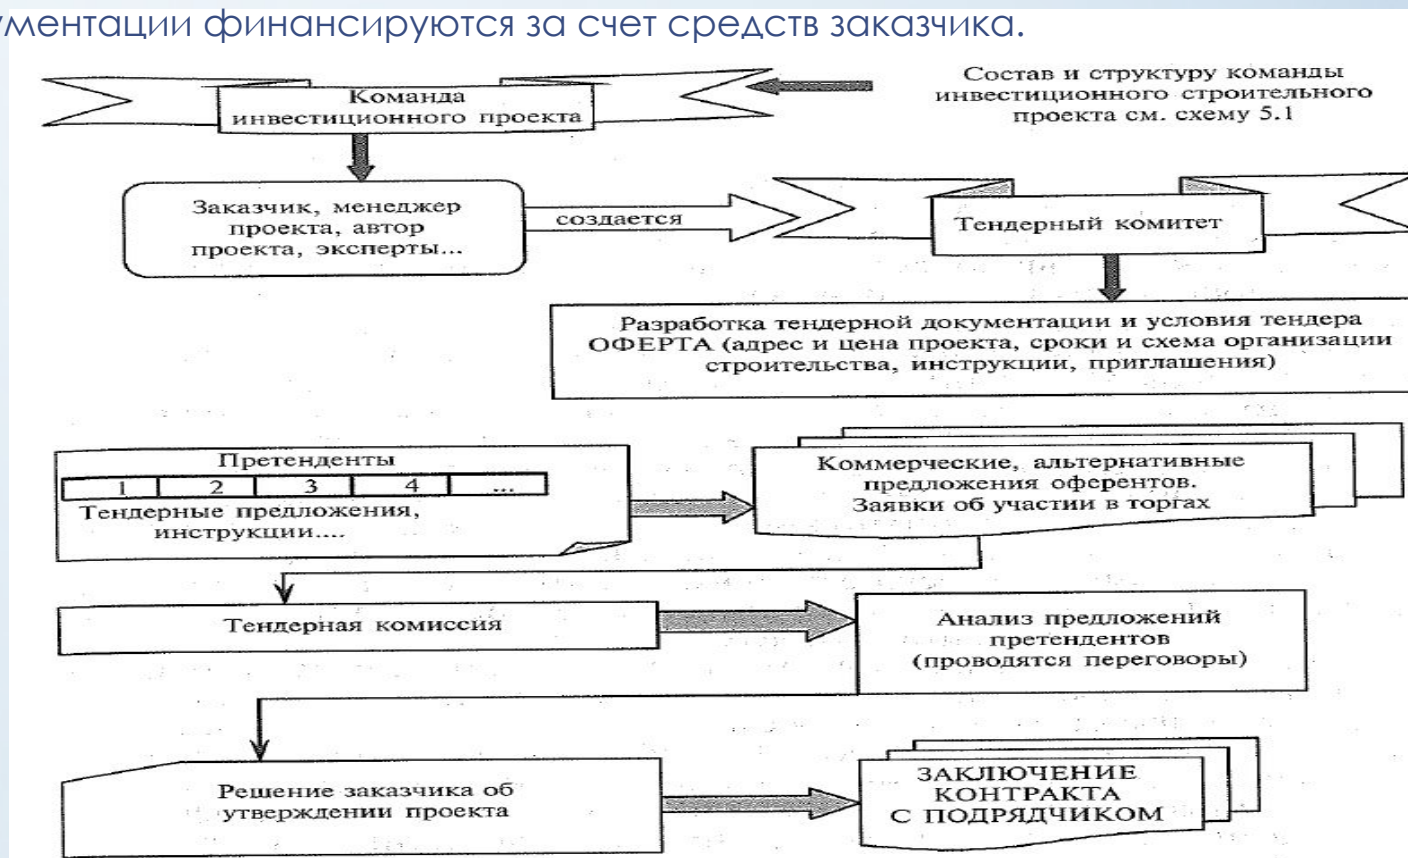 финансируются за счет средств заказчика.
Команда
инвестиционного проекта
Состав и структуру команды
инвестиционного строительного
проекта см. схему 5.1
Заказчик, менеджер
проекта, автор
проекта, эксперты...
создается
Тендерный комитет
Разработка тендерной документации и условия тендера
ОФЕРТА (адрес и цена проекта, сроки и схема организации
строительства, инструкции, приглашения)
Претенденты
1 2 3 4 ...
Тендерные предложения,
инструкции....
Коммерческие, альтернативные
предложения оферентов.
Заявки об участии в торгах
Тендерная комиссия
Анализ предложений
претендентов
(проводятся переговоры)
Решение заказчика об
утверждении проекта
ЗАКЛЮЧЕНИЕ
КОНТРАКТА
С ПОДРЯДЧИКОМ